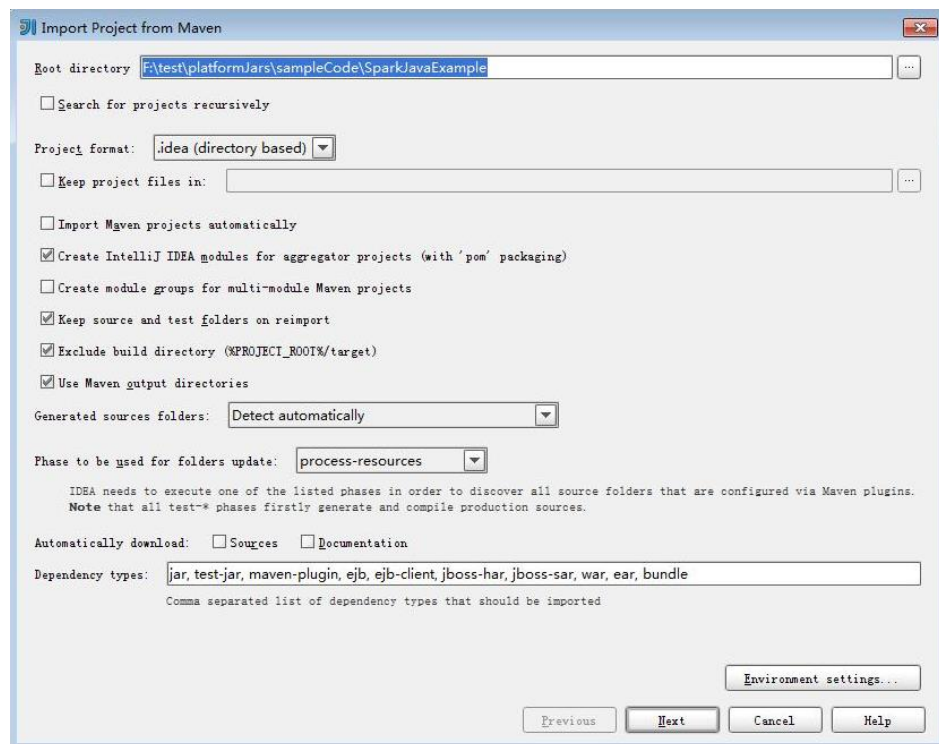 Import Project from Maven
Root directory F:\test\platformJars\sampleCode\SparkJavaExample ...
Search for projects recursively
Project format: .idea (directory based)
Keep project files in: ...
Import Maven projects automatically
Create IntelliJ IDEA modules for aggregator projects (with 'pom' packaging)
Create module groups for multi-module Maven projects
Keep source and test folders on reimport
Exclude build directory (%PROJECT_ROOT%/target)
Use Maven output directories
Generated sources folders: Detect automatically
Phase to be used for folders update: process-resources
IDEA needs to execute one of the listed phases in order to discover all source folders that are configured via Maven plugins.
Note that all test-* phases firstly generate and compile production sources.
Automatically download: Sources Documentation
Dependency types: jar, test-jar, maven-plugin, ejb, ejb-client, jboss-har, jboss-sar, war, ear, bundle
Comma separated list of dependency types that should be imported
Environment settings...
Previous Next Cancel Help